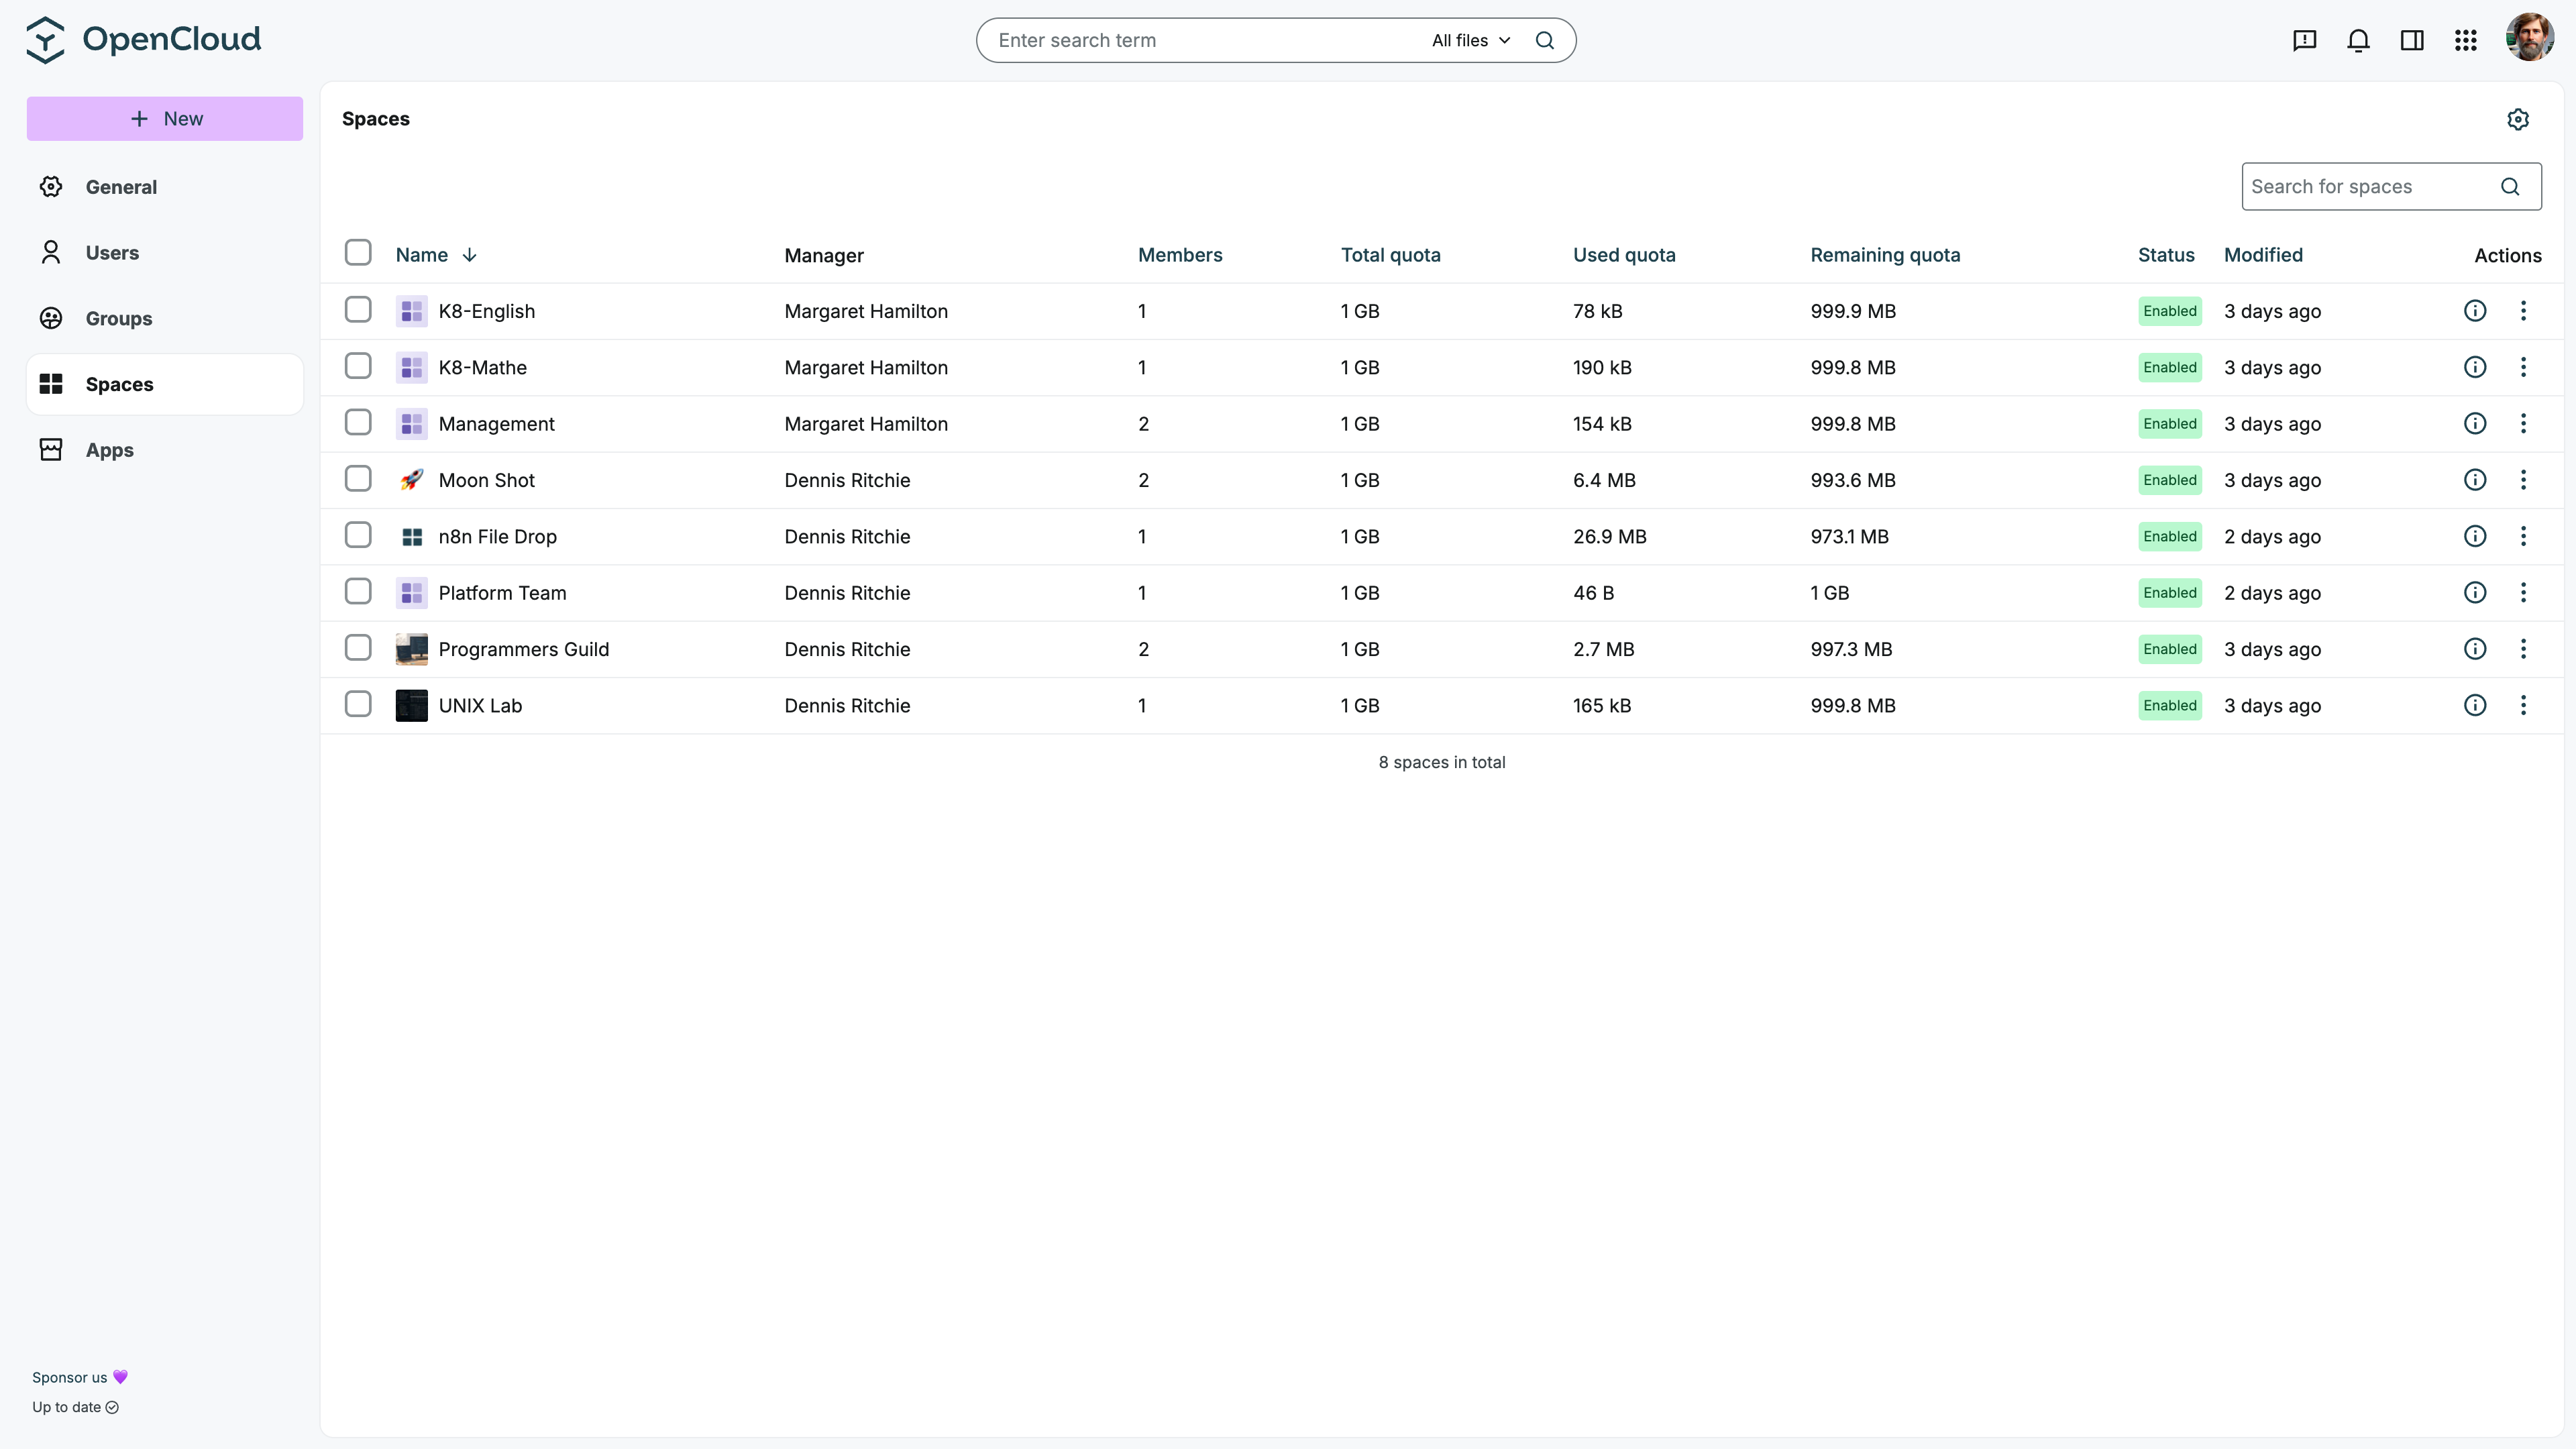 OpenCloud
Enter search term
All files
New
General
Users
Groups
Spaces
Apps
Spaces
Search for spaces
Name Manager Members Total quota Used quota Remaining quota Status Modified Actions
K8-English Margaret Hamilton 1 1 GB 78 kB 999.9 MB Enabled 3 days ago
K8-Mathe Margaret Hamilton 1 1 GB 190 kB 999.8 MB Enabled 3 days ago
Management Margaret Hamilton 2 1 GB 154 kB 999.8 MB Enabled 3 days ago
Moon Shot Dennis Ritchie 2 1 GB 6.4 MB 993.6 MB Enabled 3 days ago
n8n File Drop Dennis Ritchie 1 1 GB 26.9 MB 973.1 MB Enabled 2 days ago
Platform Team Dennis Ritchie 1 1 GB 46 B 1 GB Enabled 2 days ago
Programmers Guild Dennis Ritchie 2 1 GB 2.7 MB 997.3 MB Enabled 3 days ago
UNIX Lab Dennis Ritchie 1 1 GB 165 kB 999.8 MB Enabled 3 days ago
8 spaces in total
Sponsor us 💜
Up to date